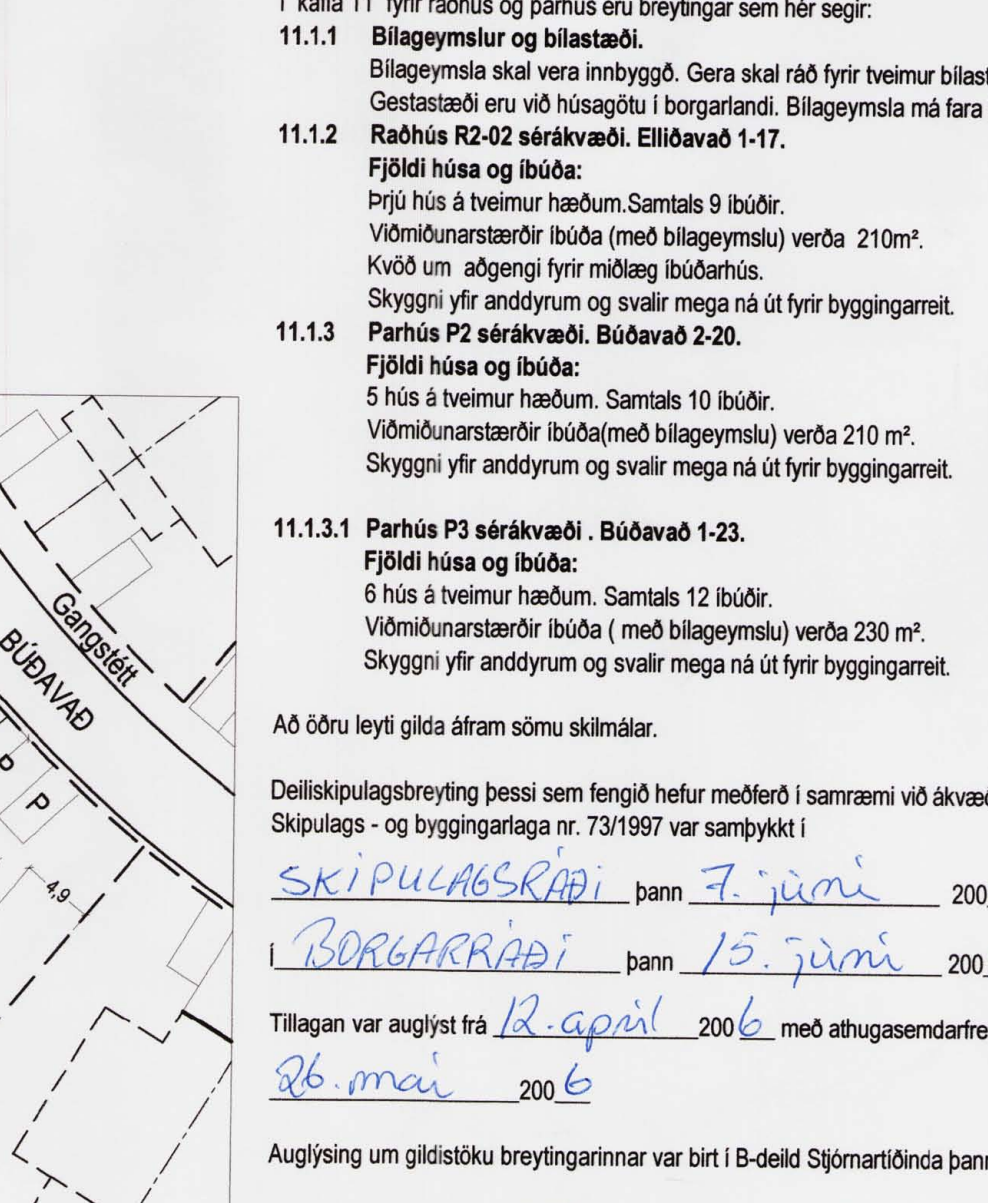 Í kafla 11 fyrir raðhús og parhús eru breytingar sem hér segir:
11.1.1 Bílageymslur og bílastæði.
Bílageymsla skal vera innbyggð. Gera skal ráð fyrir tveimur bílast
Gestastæði eru við húsagötu í borgarlandi. Bílageymsla má fara
11.1.2 Raðhús R2-02 sérákvæði. Elliðavað 1-17.
Fjöldi húsa og íbúða:
Þrjú hús á tveimur hæðum.Samtals 9 íbúðir.
Viðmiðunarstærðir íbúða (með bílageymslu) verða 210m².
Kvöð um aðgengi fyrir miðlæg íbúðarhús.
Skyggni yfir anddyrum og svalir mega ná út fyrir byggingarreit.
11.1.3 Parhús P2 sérákvæði. Búðavað 2-20.
Fjöldi húsa og íbúða:
5 hús á tveimur hæðum. Samtals 10 íbúðir.
Viðmiðunarstærðir íbúða(með bílageymslu) verða 210 m².
Skyggni yfir anddyrum og svalir mega ná út fyrir byggingarreit.
11.1.3.1 Parhús P3 sérákvæði . Búðavað 1-23.
Fjöldi húsa og íbúða:
6 hús á tveimur hæðum. Samtals 12 íbúðir.
Viðmiðunarstærðir íbúða ( með bílageymslu) verða 230 m².
Skyggni yfir anddyrum og svalir mega ná út fyrir byggingarreit.
Að öðru leyti gilda áfram sömu skilmálar.
Deiliskipulagsbreyting þessi sem fengið hefur meðferð í samræmi við ákvæð
Skipulags - og byggingarlaga nr. 73/1997 var samþykkt í
SKIPULAGSRÁÐI þann 7. júní 200
í BORGARRÁÐI þann 15. júní 200
Tillagan var auglýst frá 12. apríl 2006 með athugasemdarfre
26. maí 2006
Auglýsing um gildistöku breytingarinnar var birt í B-deild Stjórnartíðinda þann
Gangstétt
BÚÐAVAÐ
P
P
4,9